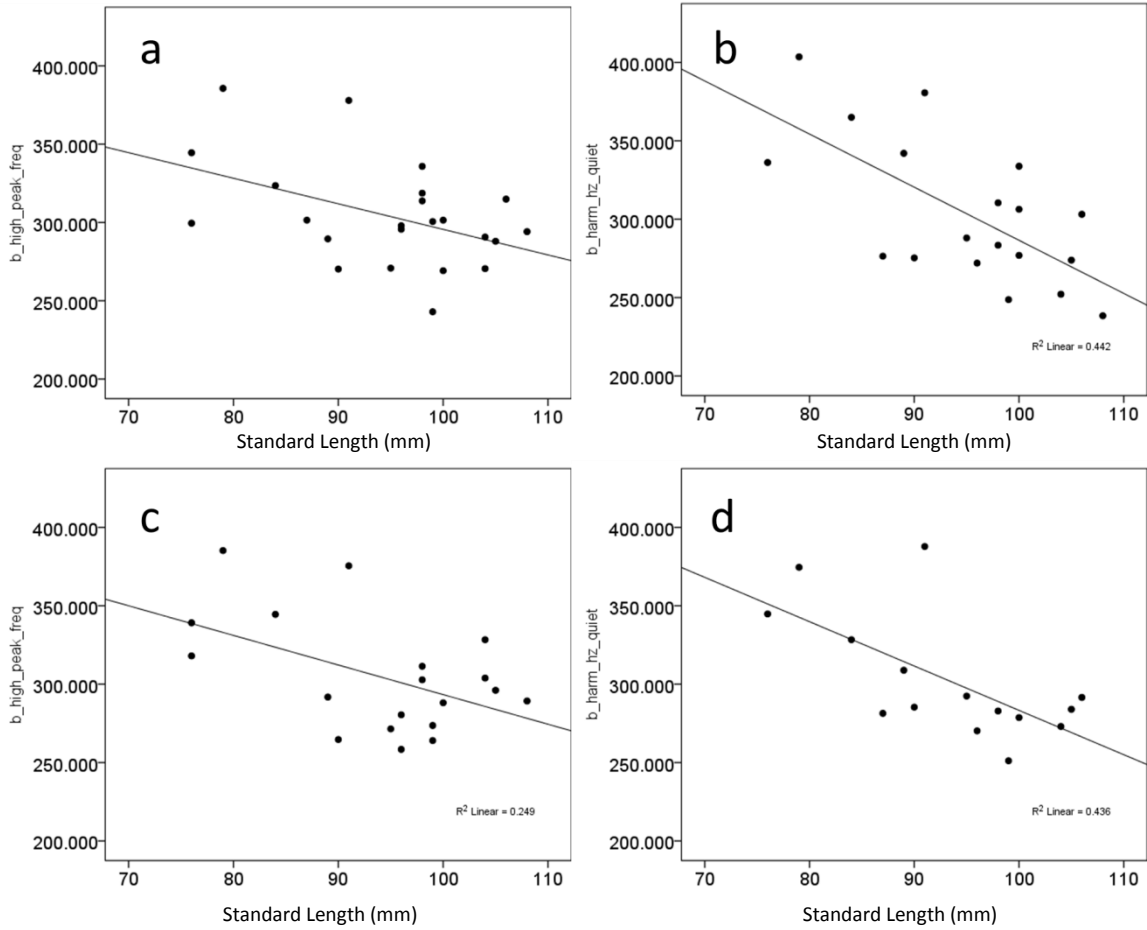 a
b_high_peak_freq
400.000
350.000
300.000
250.000
200.000
70 80 90 100 110
Standard Length (mm)
b
b_harm_hz_quiet
400.000
350.000
300.000
250.000
200.000
R² Linear = 0.442
70 80 90 100 110
Standard Length (mm)
c
b_high_peak_freq
400.000
350.000
300.000
250.000
200.000
R² Linear = 0.249
70 80 90 100 110
Standard Length (mm)
d
b_harm_hz_quiet
400.000
350.000
300.000
250.000
200.000
R² Linear = 0.436
70 80 90 100 110
Standard Length (mm)